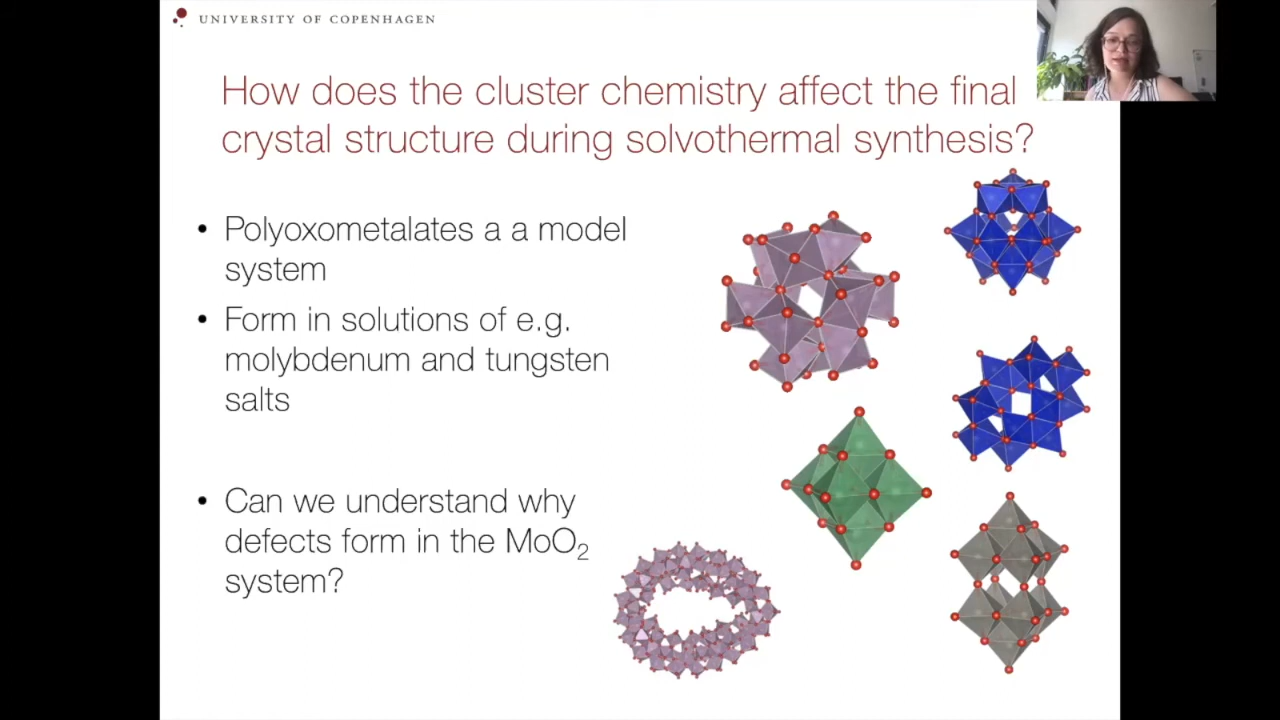 UNIVERSITY OF COPENHAGEN
How does the cluster chemistry affect the final
crystal structure during solvothermal synthesis?
• Polyoxometalates a a model
system
• Form in solutions of e.g.
molybdenum and tungsten
salts
• Can we understand why
defects form in the MoO₂
system?